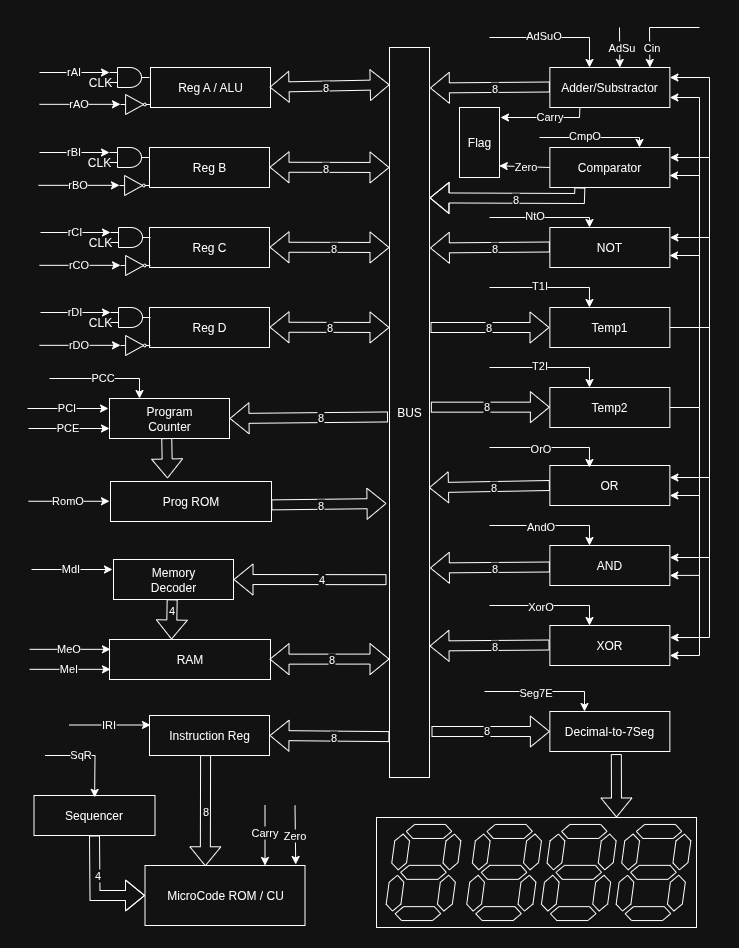 AdSuO
AdSu
Cin
rAI
CLK
rAO
Reg A / ALU
8
8
Adder/Substractor
Carry
Flag
Zero
CmpO
Comparator
8
rBI
CLK
rBO
Reg B
8
NtO
rCI
CLK
rCO
Reg C
8
8
NOT
T1I
rDI
CLK
rDO
Reg D
8
8
Temp1
T2I
PCC
PCI
PCE
Program
Counter
8
BUS
8
Temp2
OrO
RomO
Prog ROM
8
8
OR
AndO
MdI
Memory
Decoder
4
4
8
AND
XorO
MeO
MeI
RAM
8
8
XOR
Seg7E
IRI
Instruction Reg
8
8
Decimal-to-7Seg
SqR
Sequencer
8
4
Carry
Zero
MicroCode ROM / CU